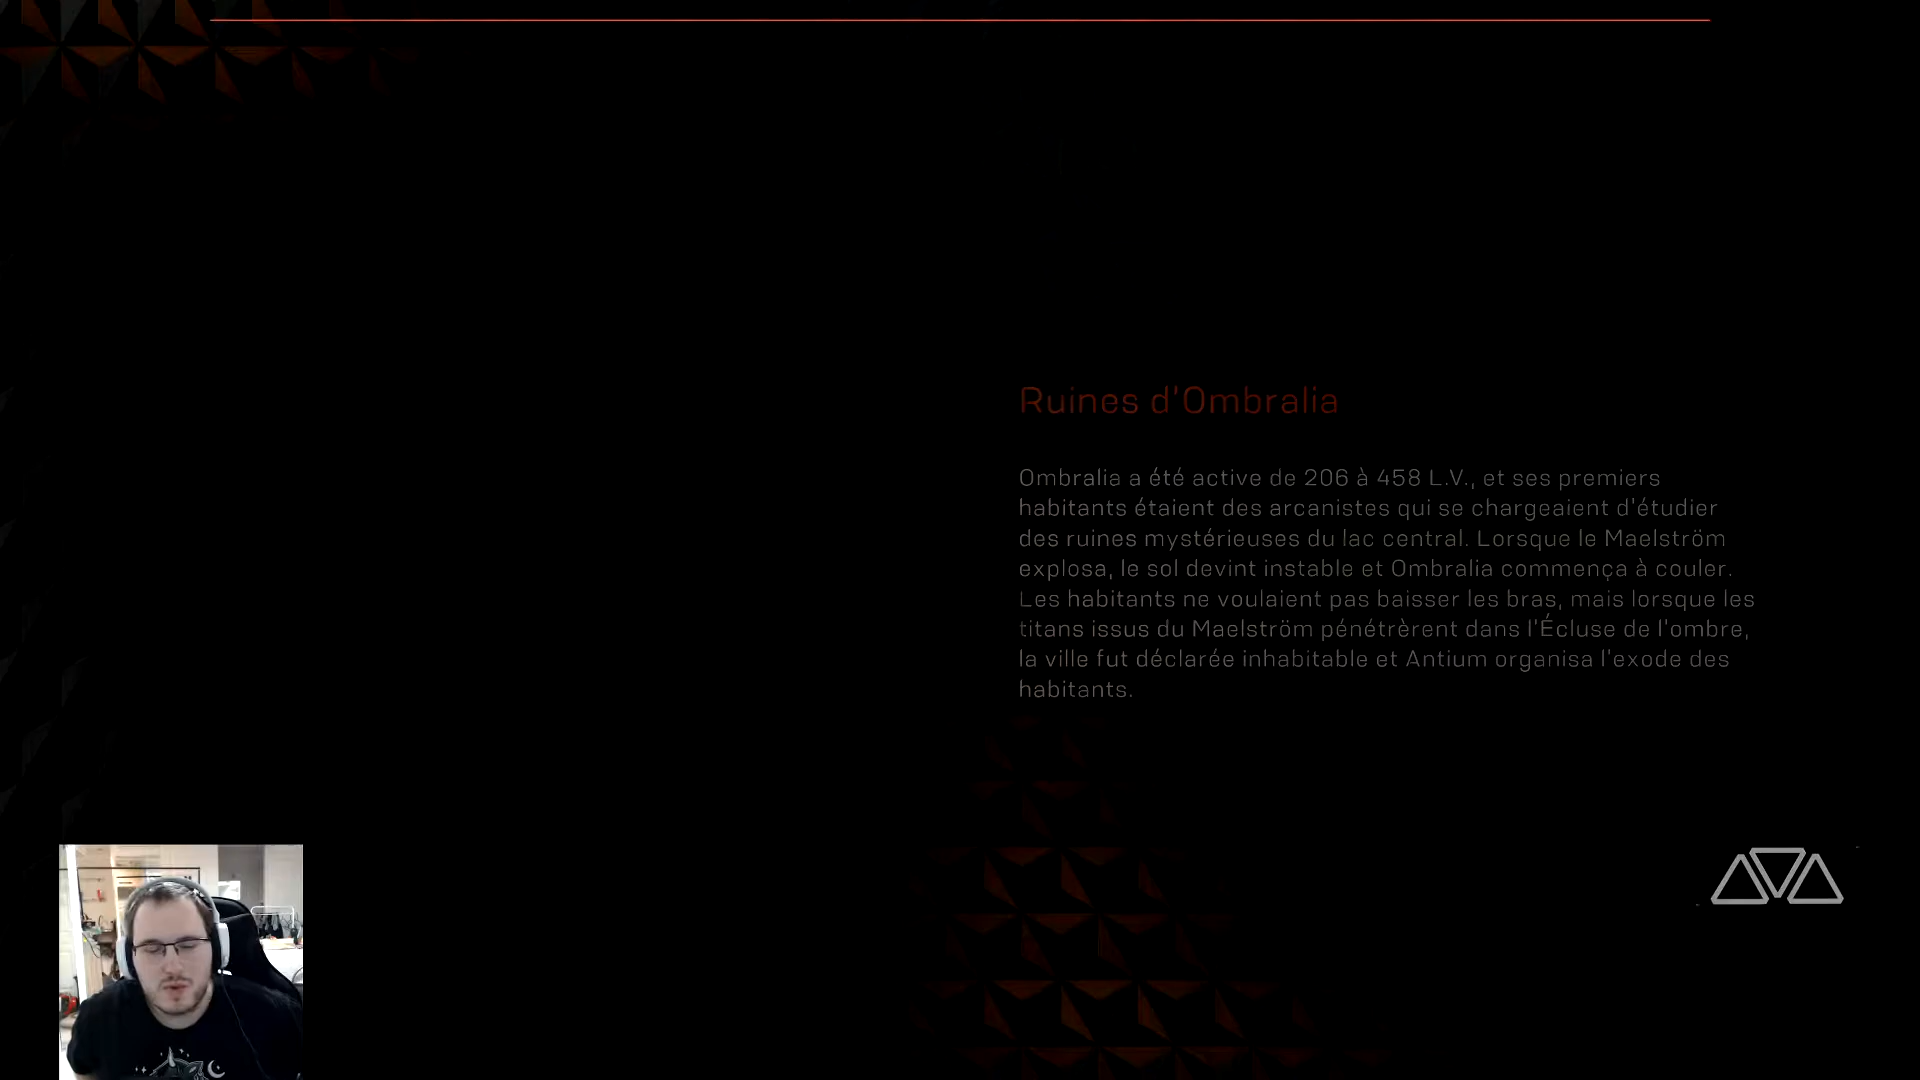 Ruines d'Ombralia
Ombralia a été active de 206 à 458 L.V., et ses premiers
habitants étaient des arcanistes qui se chargeaient d'étudier
des ruines mystérieuses du lac central. Lorsque le Maelström
explosa, le sol devint instable et Ombralia commença à couler.
Les habitants ne voulaient pas baisser les bras, mais lorsque les
titans issus du Maelström pénétrèrent dans l'Écluse de l'ombre,
la ville fut déclarée inhabitable et Antium organisa l'exode des
habitants.